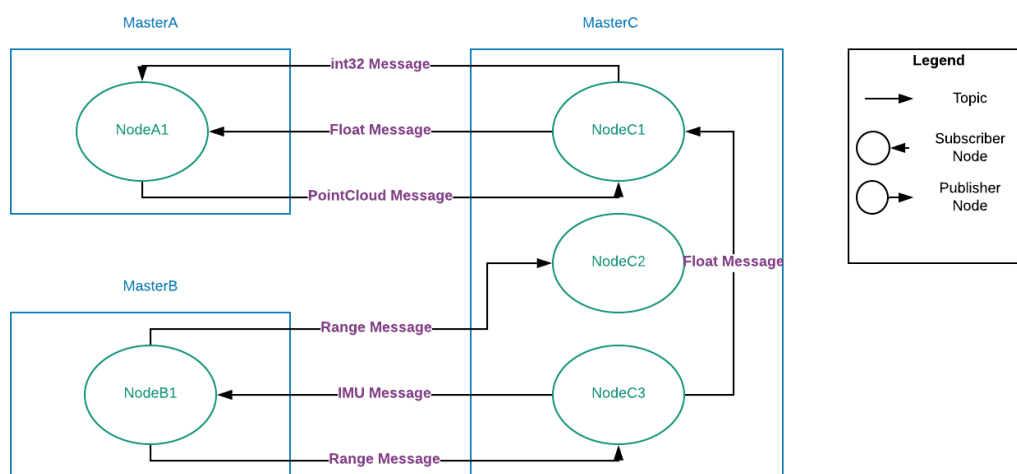 MasterA
MasterC
int32 Message
Legend
Topic
NodeA1
Float Message
NodeC1
Subscriber
Node
PointCloud Message
Publisher
Node
NodeC2
Float Message
MasterB
Range Message
NodeB1
IMU Message
NodeC3
Range Message